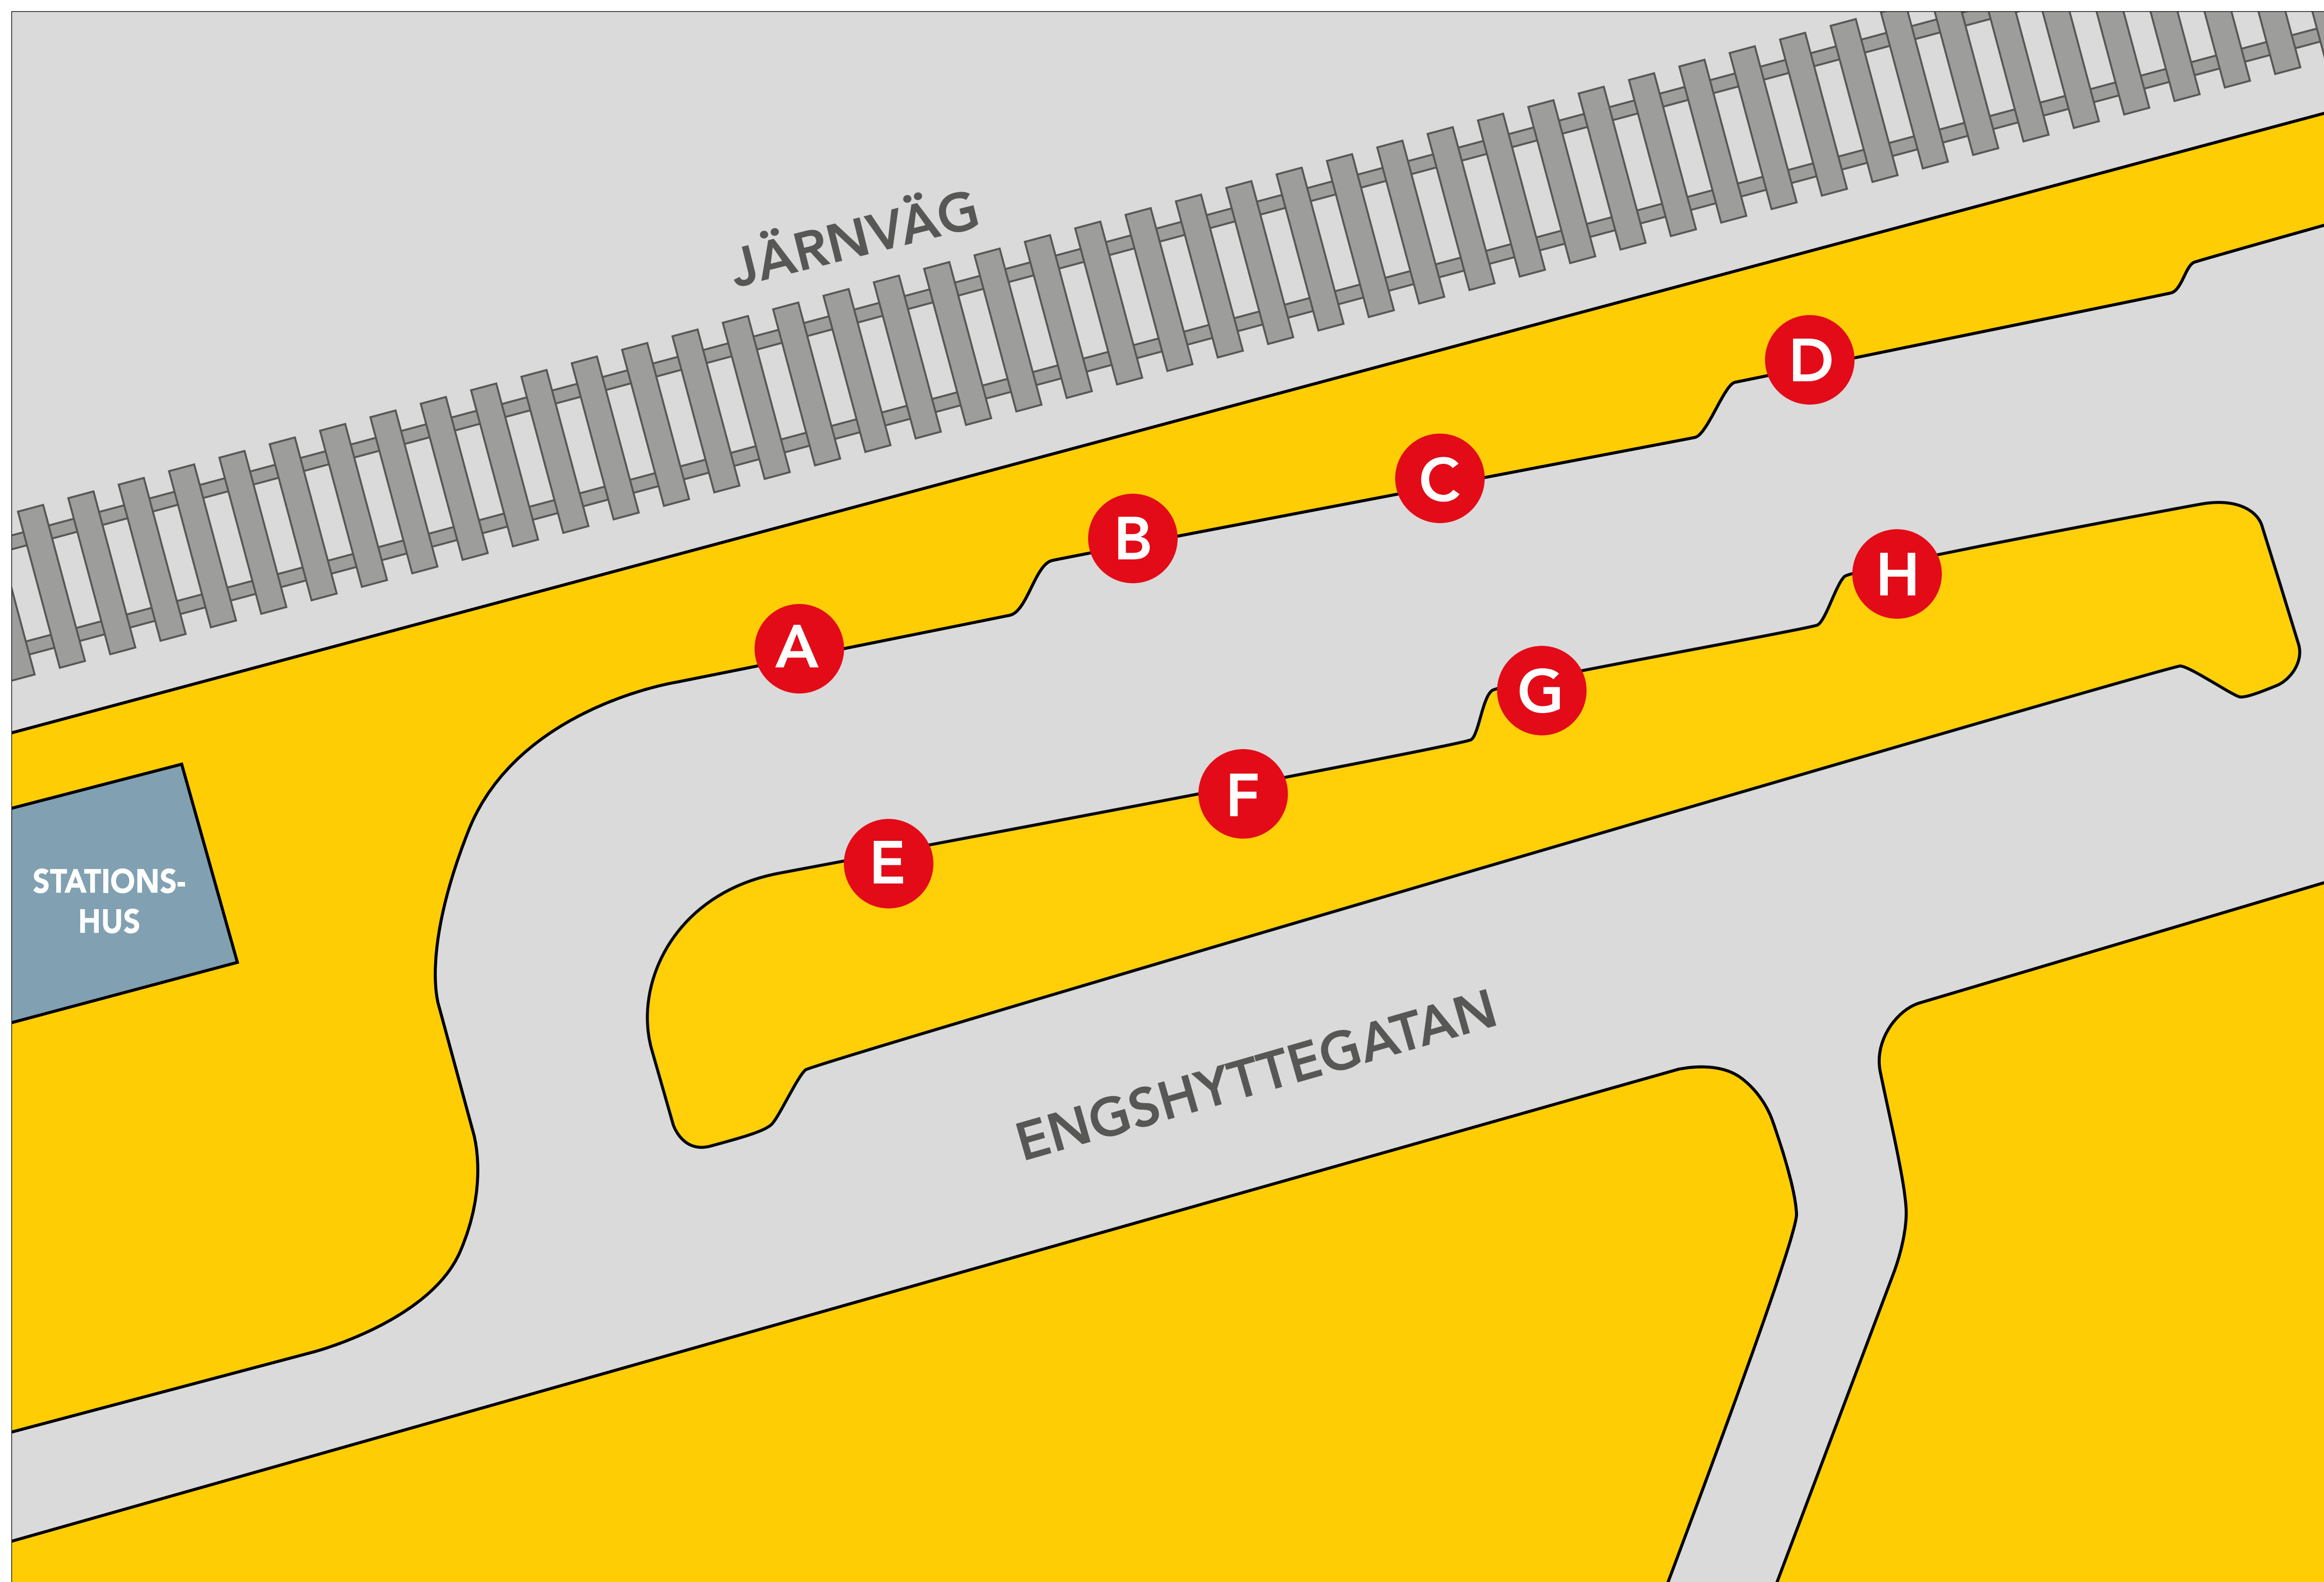 JÄRNVÄG
D
C
B
H
A
G
F
E
STATIONS-
HUS
ENGSHYTTEGATAN